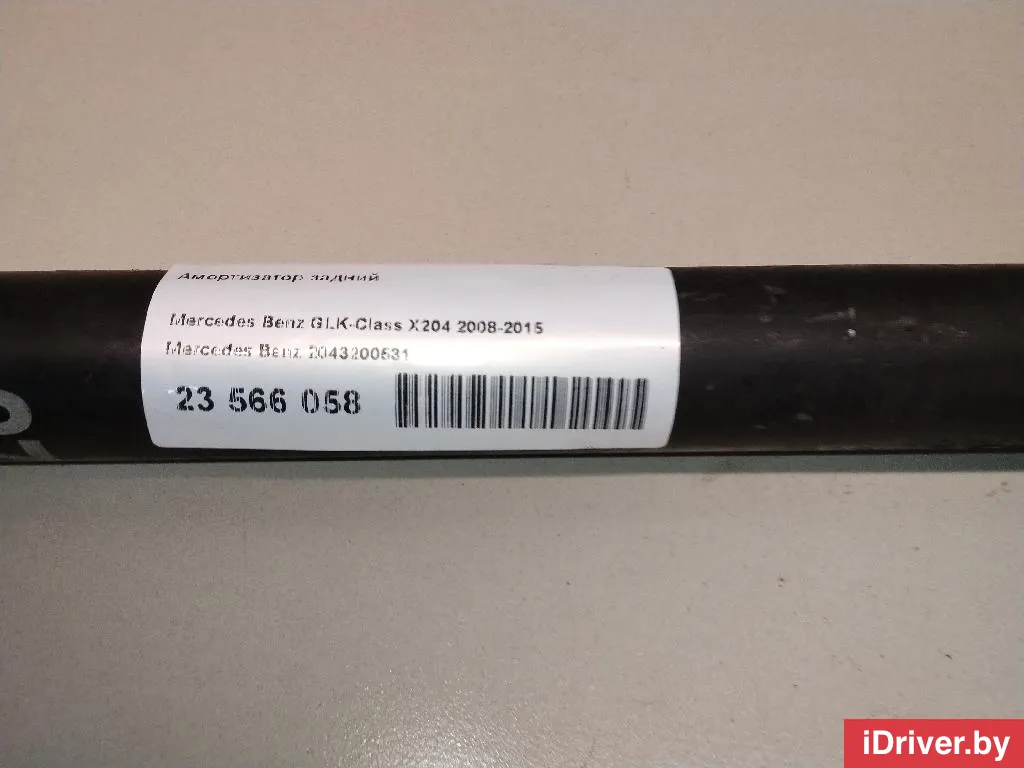 Амортизатор задний
Mercedes Benz GLK-Class X204 2008-2015
Mercedes Benz 2043200531
23 566 058
iDriver.by